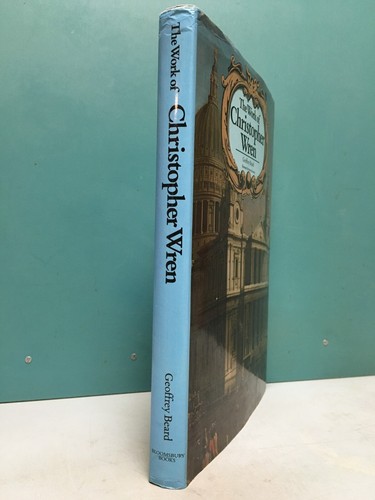 The Work of Christopher Wren
Geoffrey Beard
BLOOMSBURY
BOOKS
The Work of
Christopher
Wren